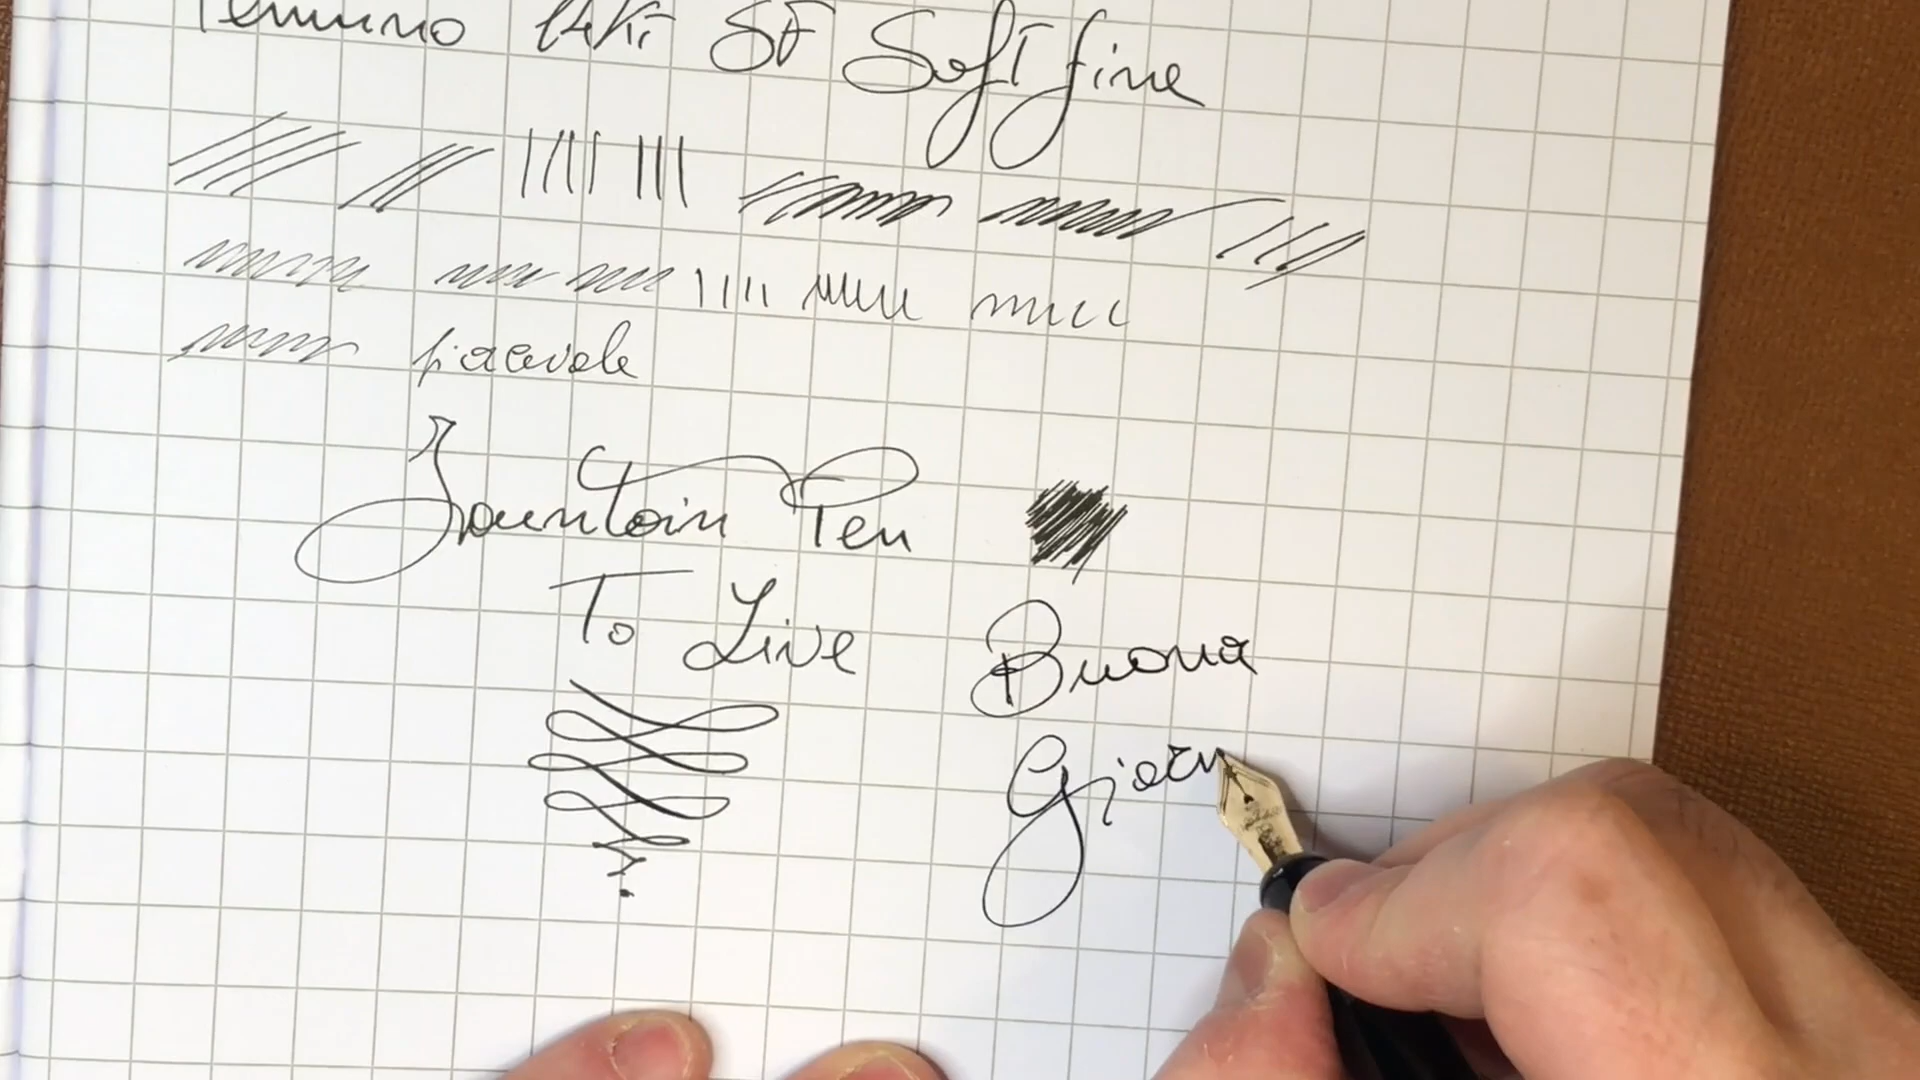 Pennino 14Kt SF Soft fine
piacevole
Fountain Pen
To Live
Buona
Giorn